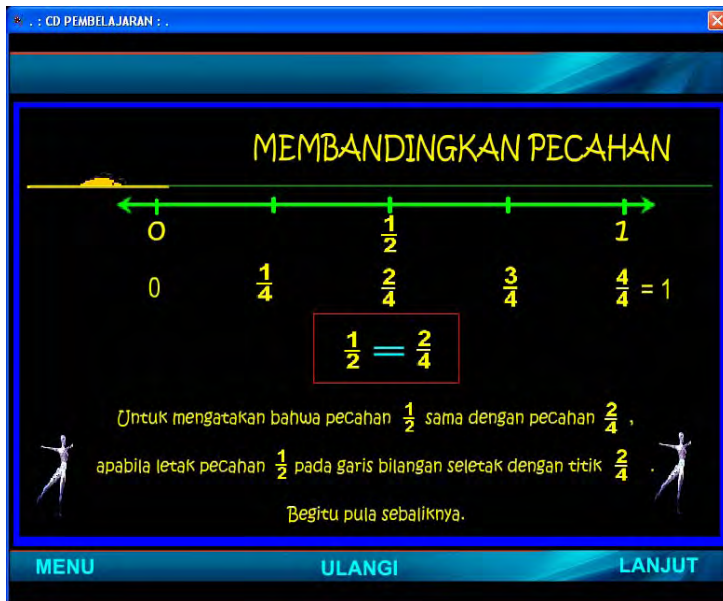 . : CD PEMBELAJARAN : .
MEMBANDINGKAN PECAHAN
0 1/2 1
0 1/4 2/4 3/4 4/4 = 1
1/2 = 2/4
Untuk mengatakan bahwa pecahan 1/2 sama dengan pecahan 2/4 ,
apabila letak pecahan 1/2 pada garis bilangan seletak dengan titik 2/4 .
Begitu pula sebaliknya.
MENU ULANGI LANJUT